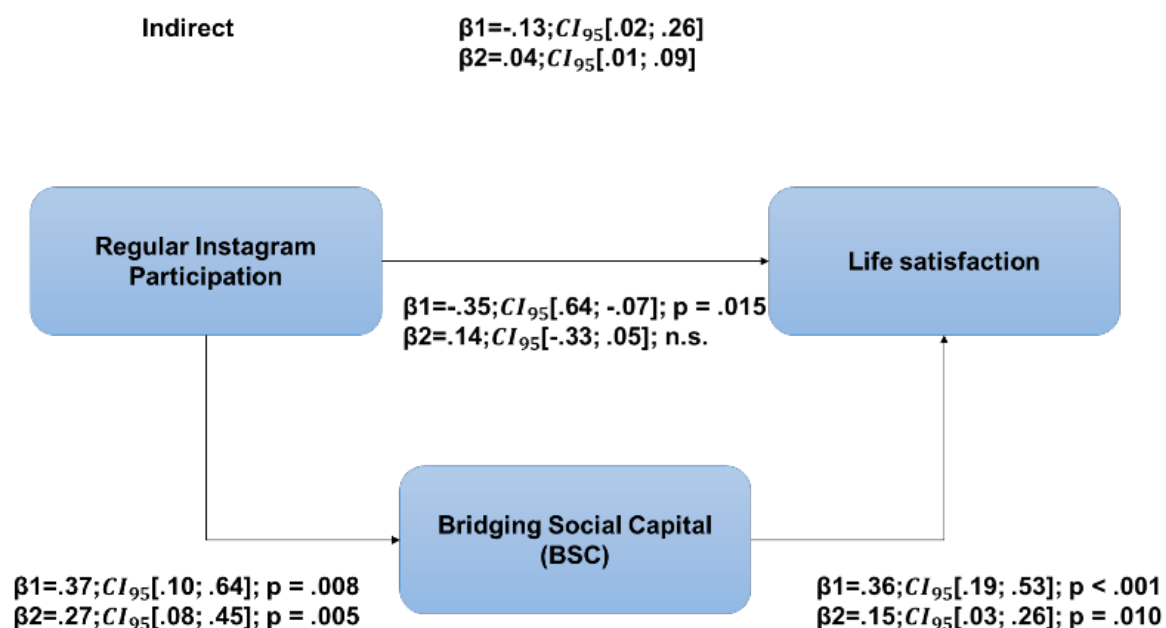 Indirect
β1=-.13;CI₉₅[.02; .26]
β2=.04;CI₉₅[.01; .09]
Regular Instagram
Participation
Life satisfaction
β1=-.35;CI₉₅[.64; -.07]; p = .015
β2=.14;CI₉₅[-.33; .05]; n.s.
Bridging Social Capital
(BSC)
β1=.37;CI₉₅[.10; .64]; p = .008
β2=.27;CI₉₅[.08; .45]; p = .005
β1=.36;CI₉₅[.19; .53]; p < .001
β2=.15;CI₉₅[.03; .26]; p = .010